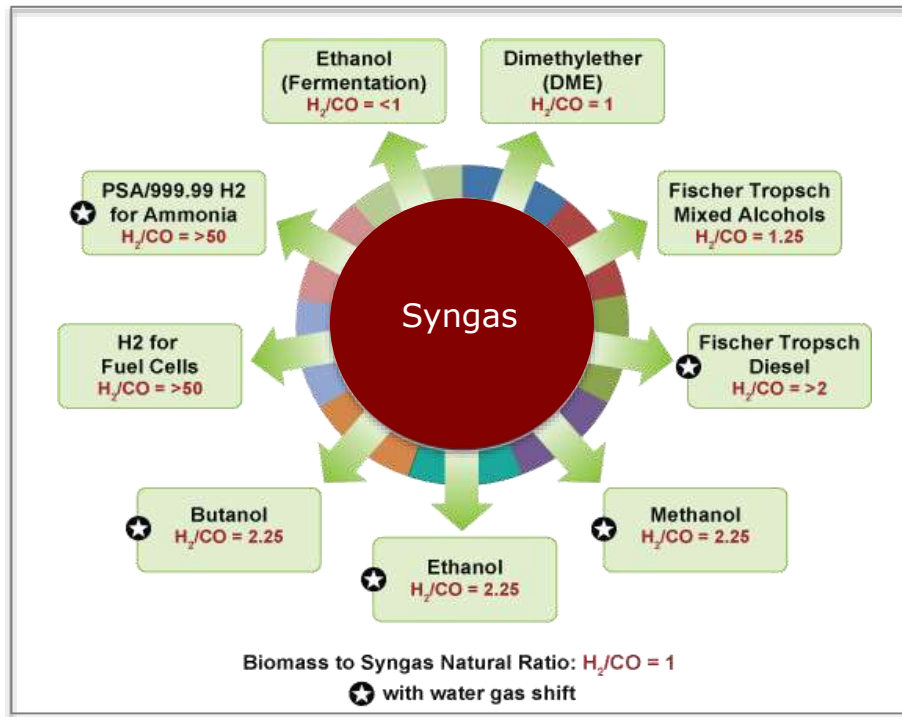 Ethanol
(Fermentation)
H₂/CO = <1
Dimethylether
(DME)
H₂/CO = 1
PSA/999.99 H2
for Ammonia
H₂/CO = >50
Fischer Tropsch
Mixed Alcohols
H₂/CO = 1.25
Syngas
H2 for
Fuel Cells
H₂/CO = >50
Fischer Tropsch
Diesel
H₂/CO = >2
Butanol
H₂/CO = 2.25
Methanol
H₂/CO = 2.25
Ethanol
H₂/CO = 2.25
Biomass to Syngas Natural Ratio: H₂/CO = 1
with water gas shift